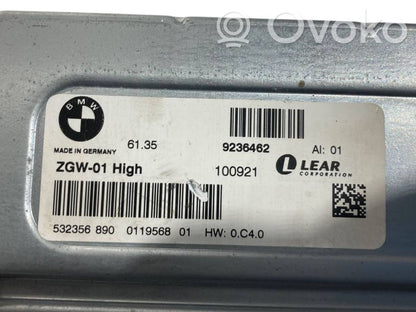 Ovoko
BMW
MADE IN GERMANY 61.35 9236462 AI: 01
ZGW-01 High 100921 LEAR
CORPORATION
532356 890 0119568 01 HW: 0.C4.0